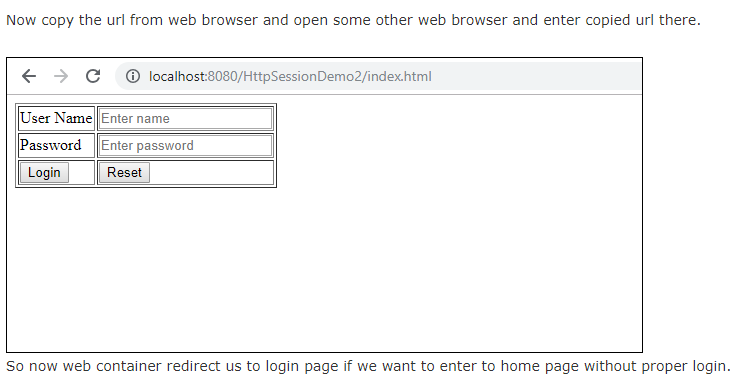 Now copy the url from web browser and open some other web browser and enter copied url there.
localhost:8080/HttpSessionDemo2/index.html
User Name Enter name
Password Enter password
Login Reset
So now web container redirect us to login page if we want to enter to home page without proper login.